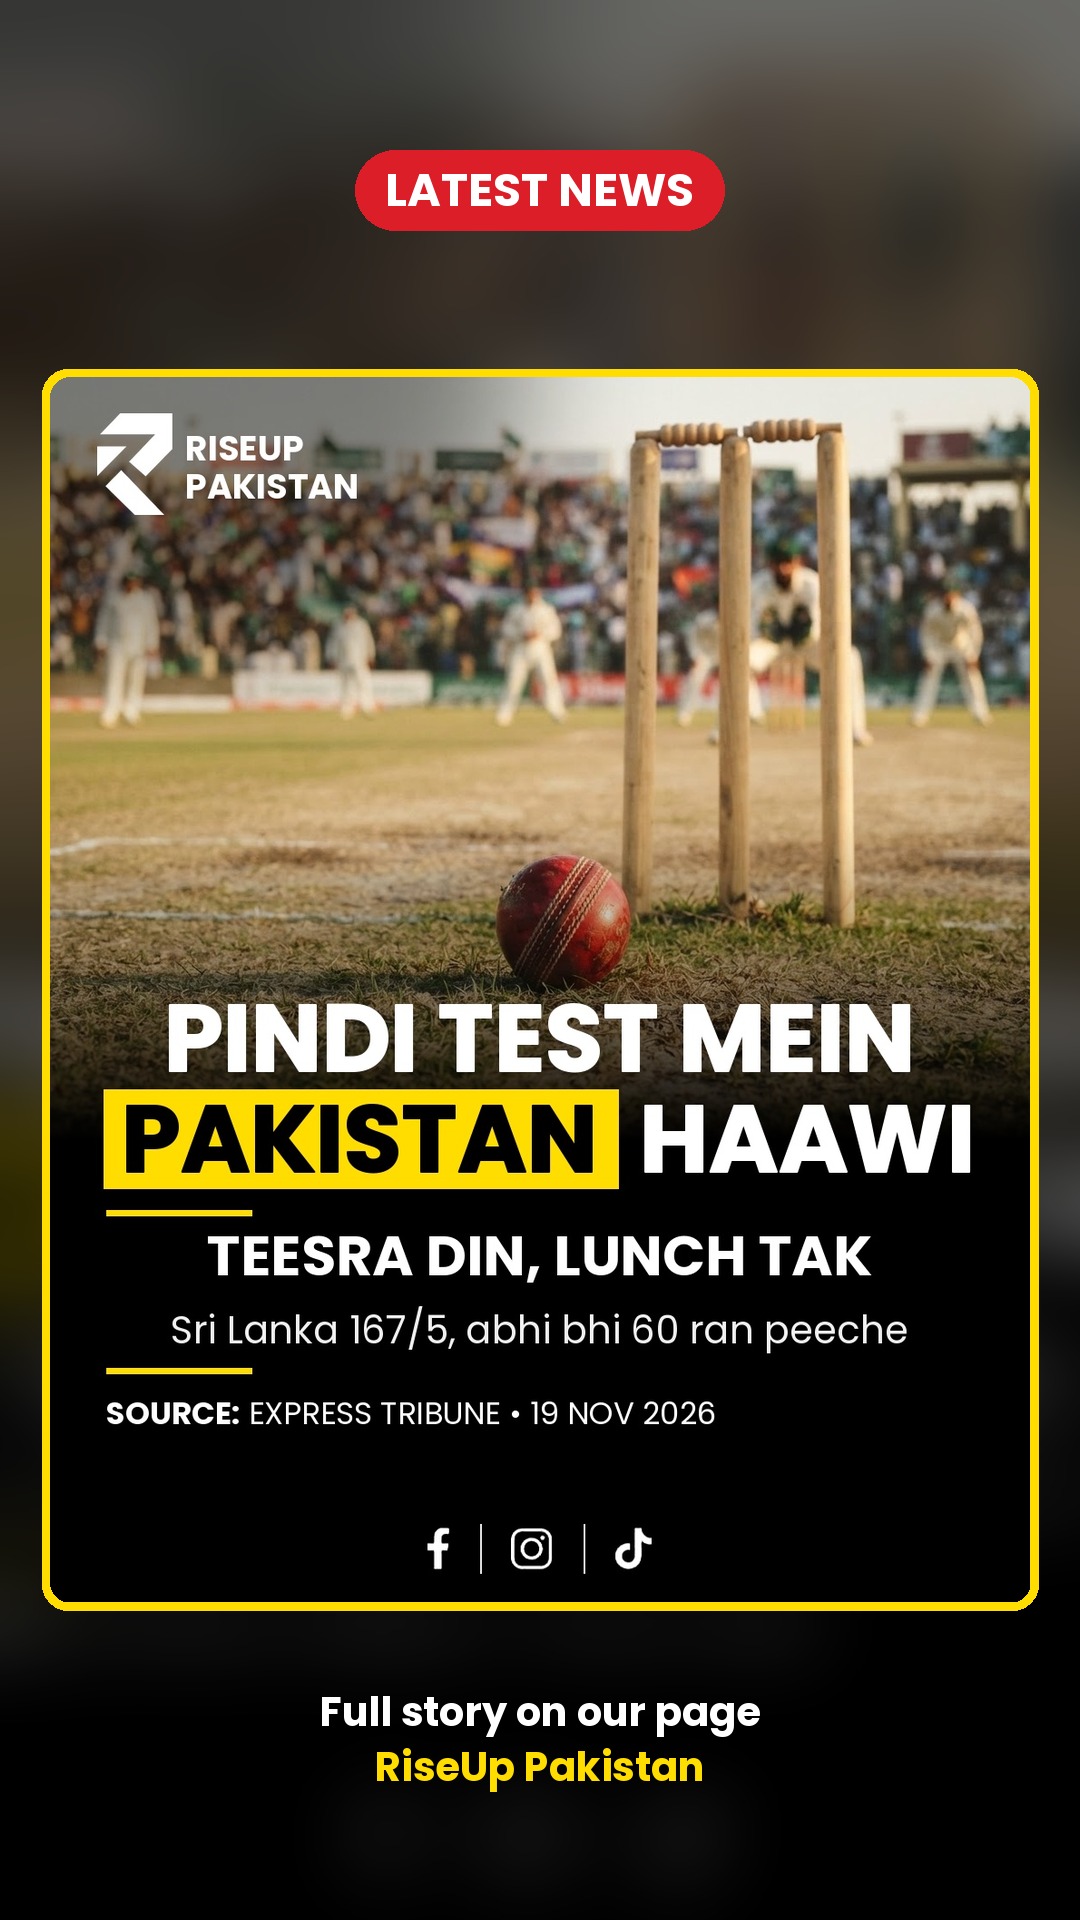 LATEST NEWS
RISEUP
PAKISTAN
PINDI TEST MEIN
PAKISTAN HAAWI
TEESRA DIN, LUNCH TAK
Sri Lanka 167/5, abhi bhi 60 ran peeche
SOURCE: EXPRESS TRIBUNE • 19 NOV 2026
Full story on our page
RiseUp Pakistan